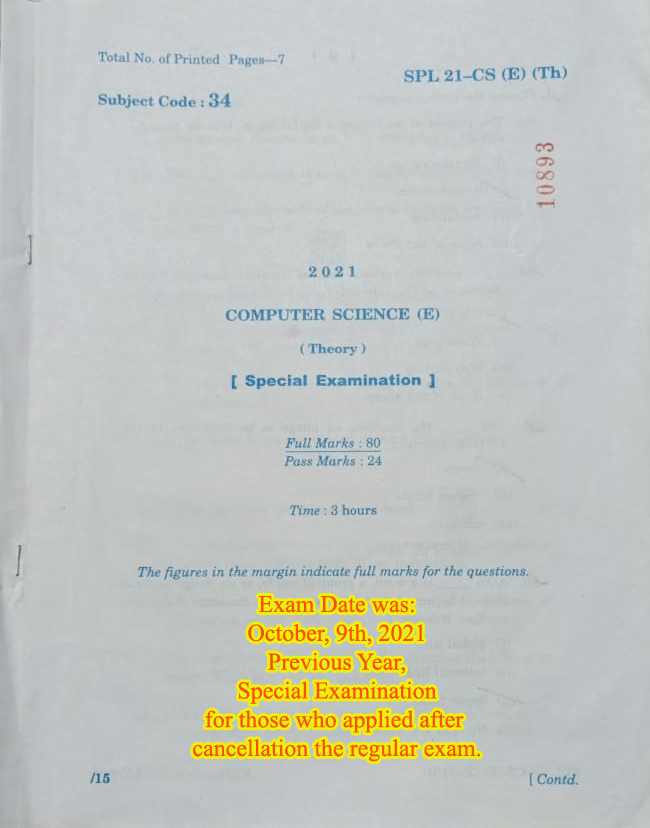 Total No. of Printed Pages—7
SPL 21–CS (E) (Th)
Subject Code : 34
10893
2021
COMPUTER SCIENCE (E)
( Theory )
[ Special Examination ]
Full Marks : 80
Pass Marks : 24
Time : 3 hours
The figures in the margin indicate full marks for the questions.
Exam Date was:
October, 9th, 2021
Previous Year,
Special Examination
for those who applied after
cancellation the regular exam.
/15
[ Contd.